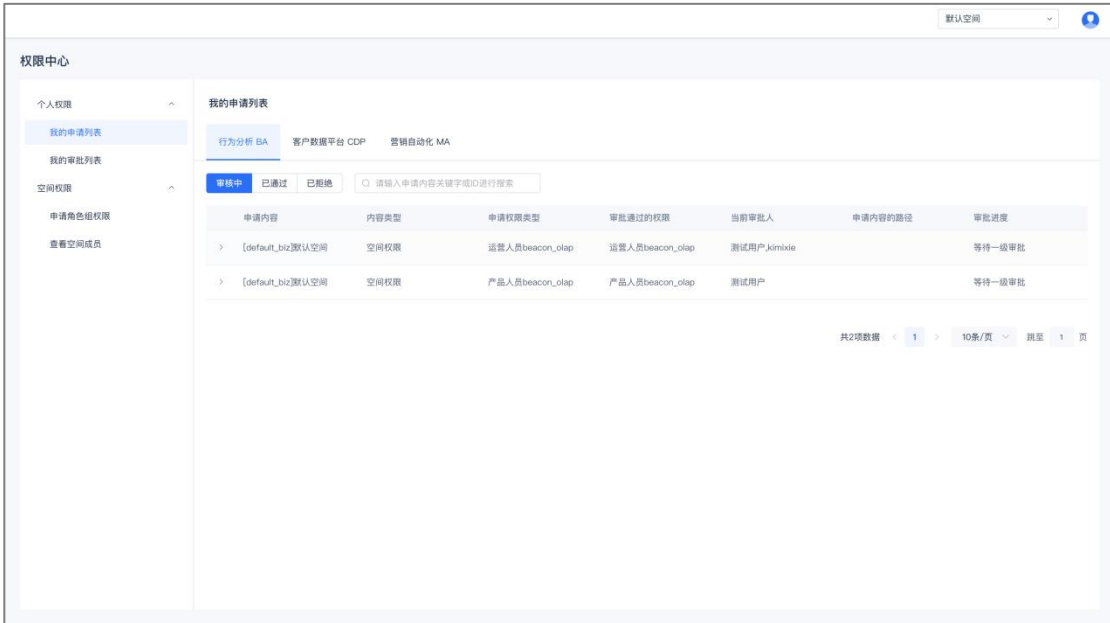 默认空间
权限中心
个人权限
我的申请列表
我的审批列表
空间权限
申请角色组权限
查看空间成员
我的申请列表
行为分析 BA 客户数据平台 CDP 营销自动化 MA
审核中 已通过 已拒绝 请输入申请内容关键字或ID进行搜索
申请内容 内容类型 申请权限类型 审批通过的权限 当前审批人 申请内容的路径 审批进度
[default_biz]默认空间 空间权限 运营人员beacon_olap 运营人员beacon_olap 测试用户,kimixie 等待一级审批
[default_biz]默认空间 空间权限 产品人员beacon_olap 产品人员beacon_olap 测试用户 等待一级审批
共2项数据 < 1 > 10条/页 跳至 1 页